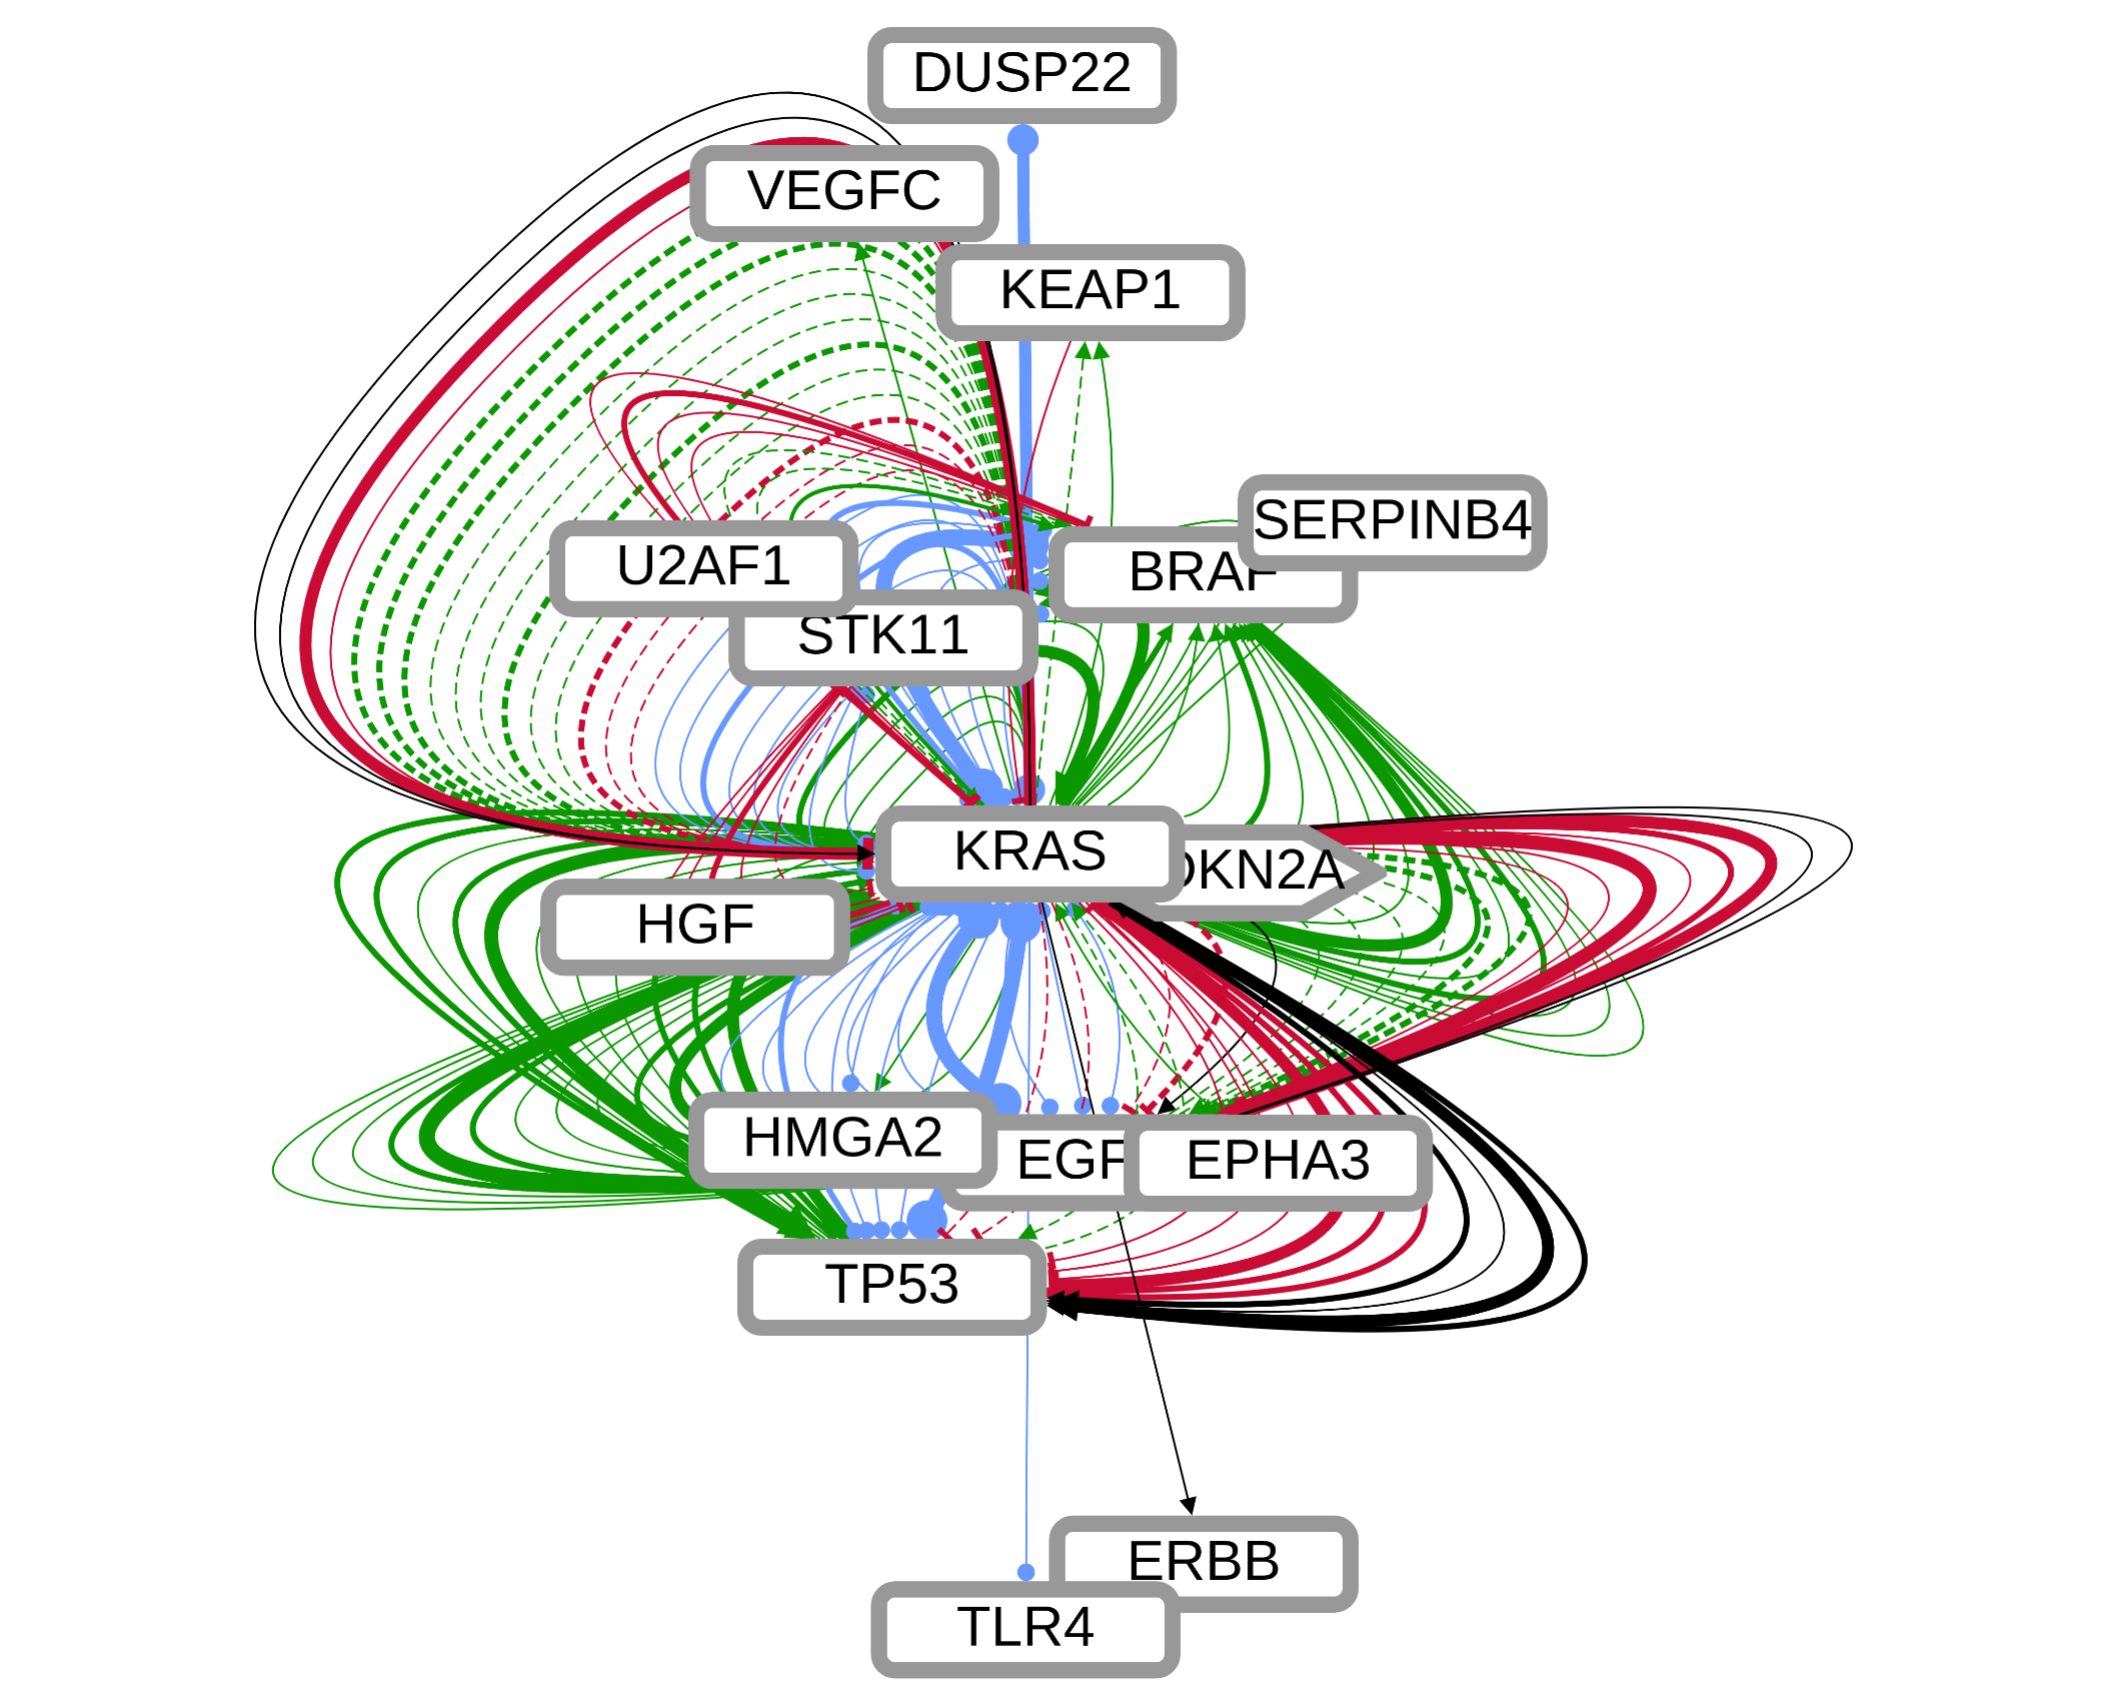 DUSP22
VEGFC
KEAP1
SERPINB4
U2AF1
BRAF
STK11
KRAS
DKN2A
HGF
HMGA2
EGF
EPHA3
TP53
ERBB
TLR4